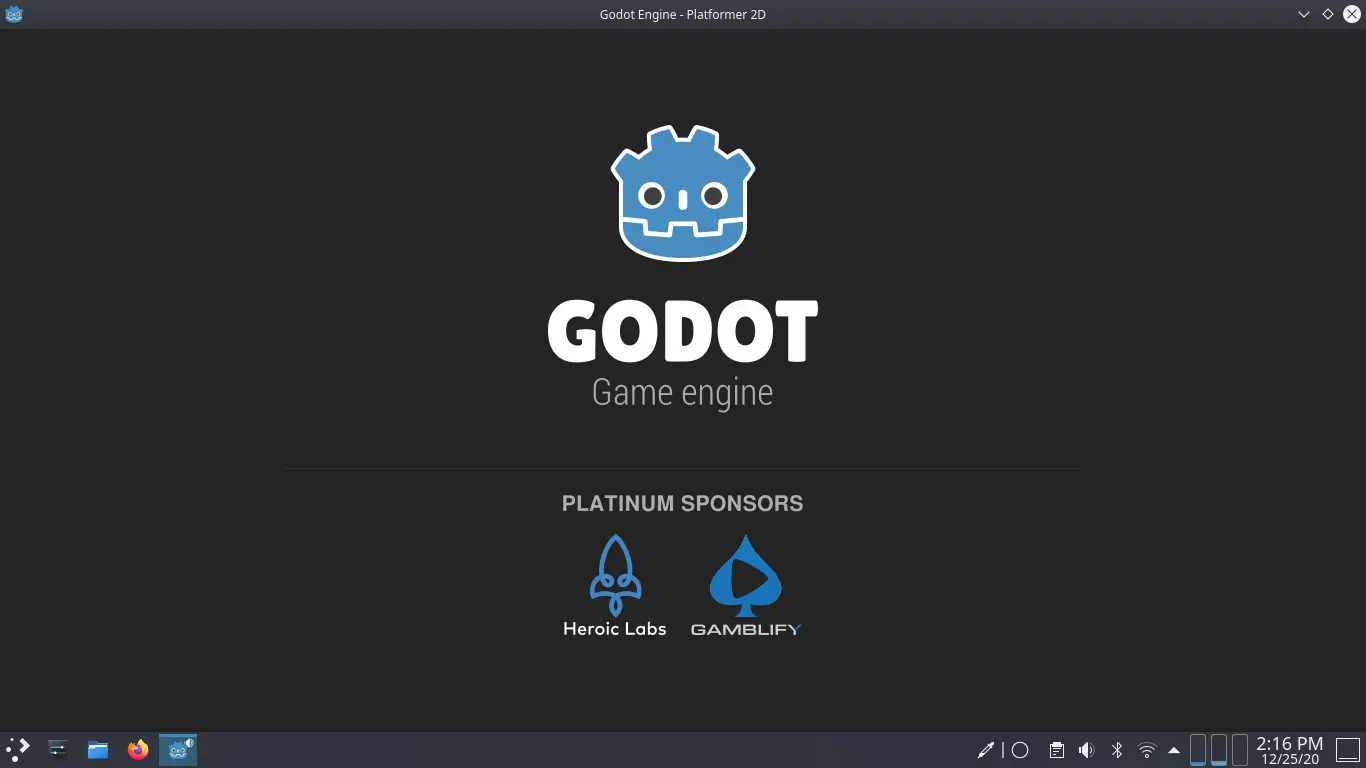 Godot Engine - Platformer 2D
GODOT
Game engine
PLATINUM SPONSORS
Heroic Labs
GAMBLIFY
2:16 PM
12/25/20